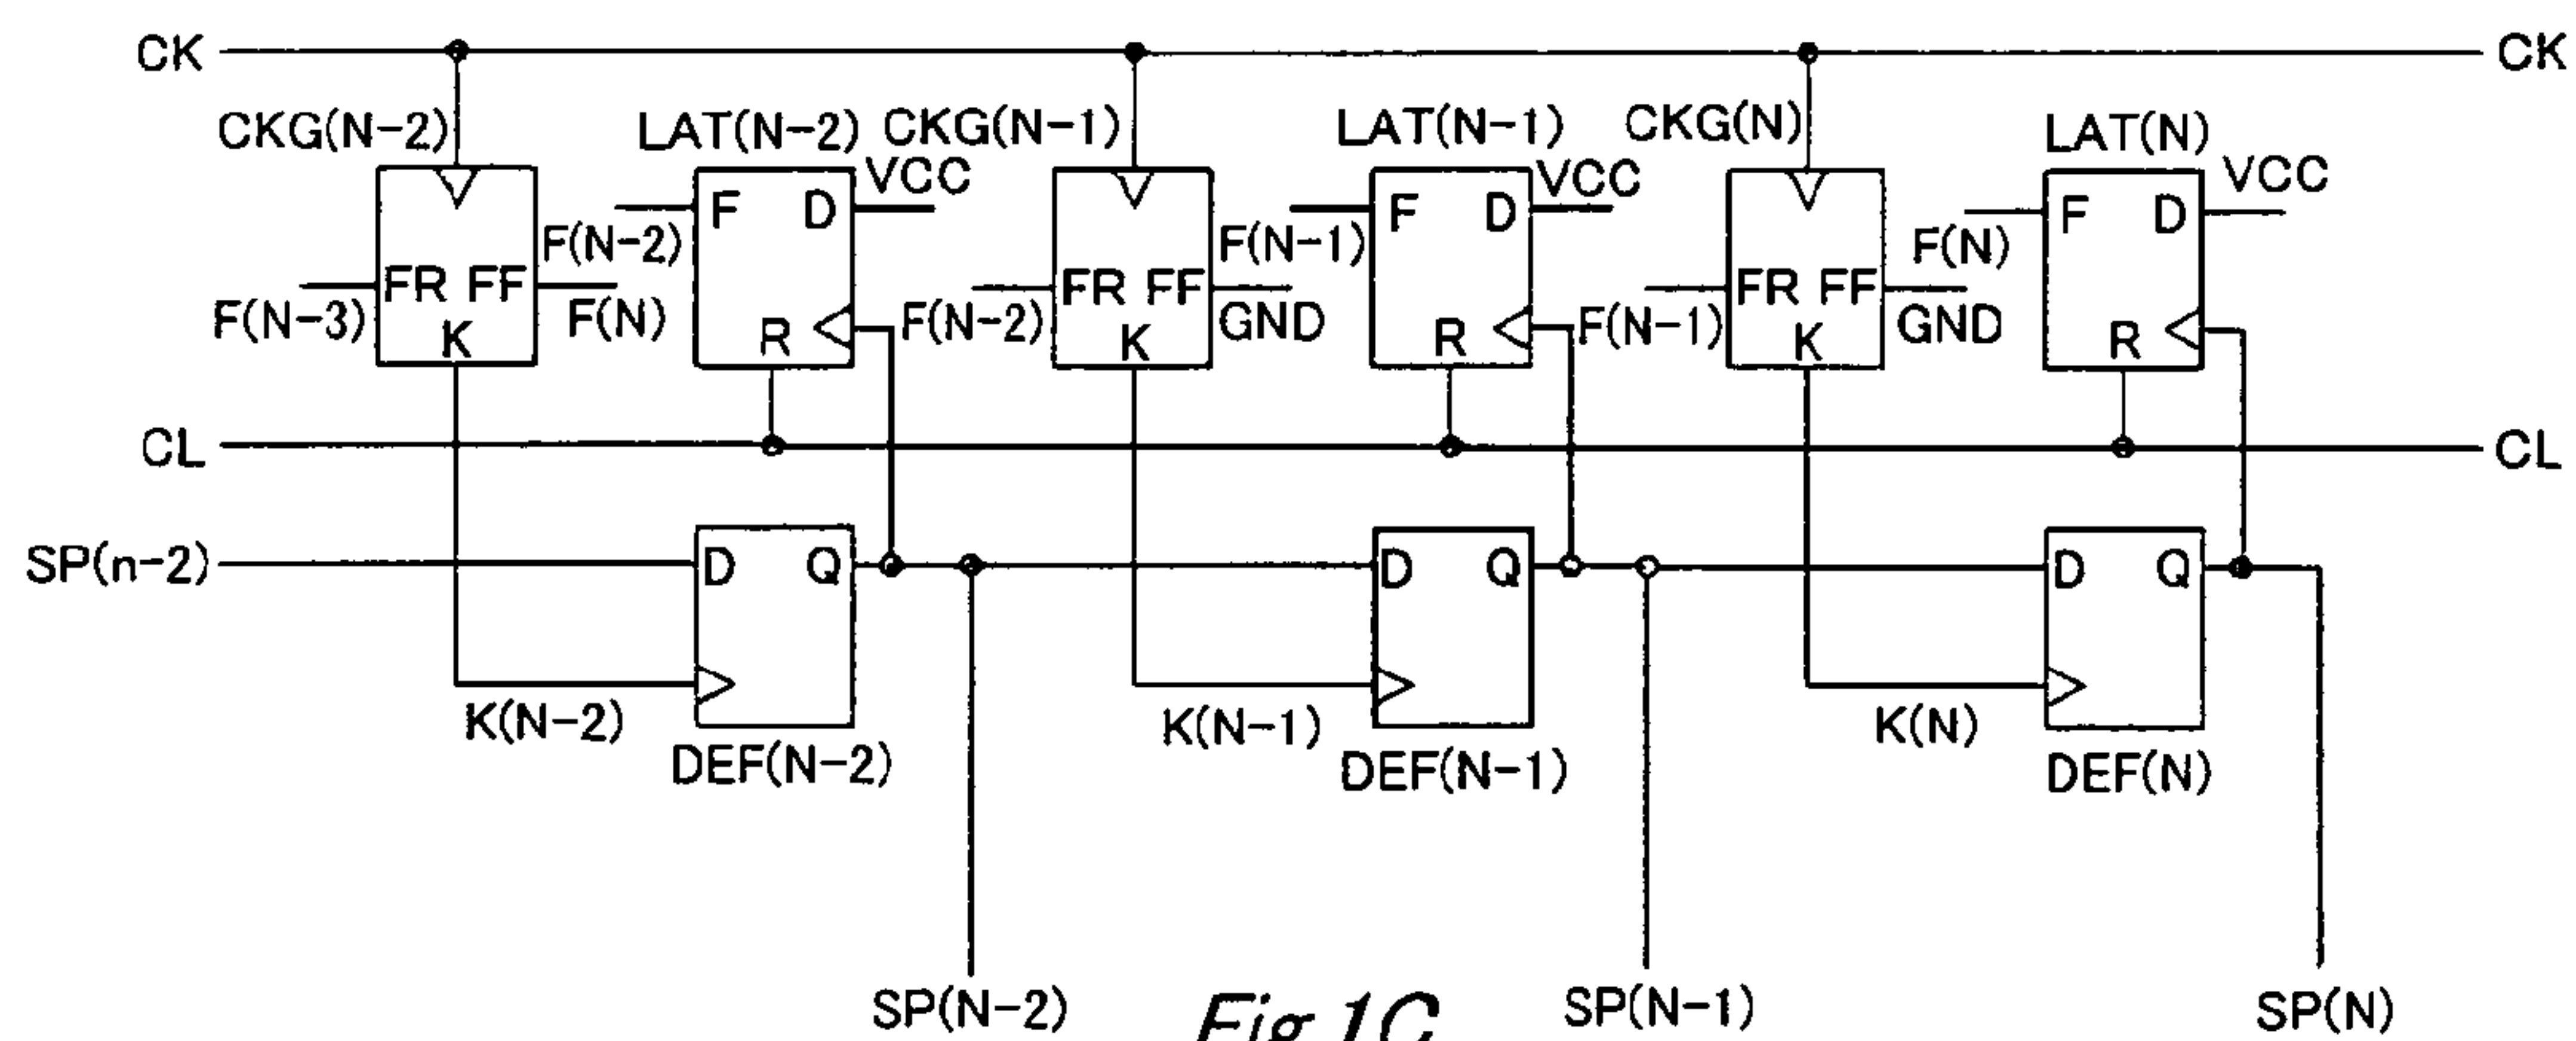 CK CK
CKG(N-2) LAT(N-2) CKG(N-1) LAT(N-1) CKG(N) LAT(N)
VCC VCC VCC
F D F D F D
F(N-2) F(N-1) F(N)
FR FF FR FF FR FF
F(N-3) F(N) F(N-2) GND F(N-1) GND
K R K R K R
CL CL
SP(n-2) D Q D Q D Q
K(N-2) K(N-1) K(N)
DEF(N-2) DEF(N-1) DEF(N)
SP(N-2) SP(N-1) SP(N)
Fig.1C